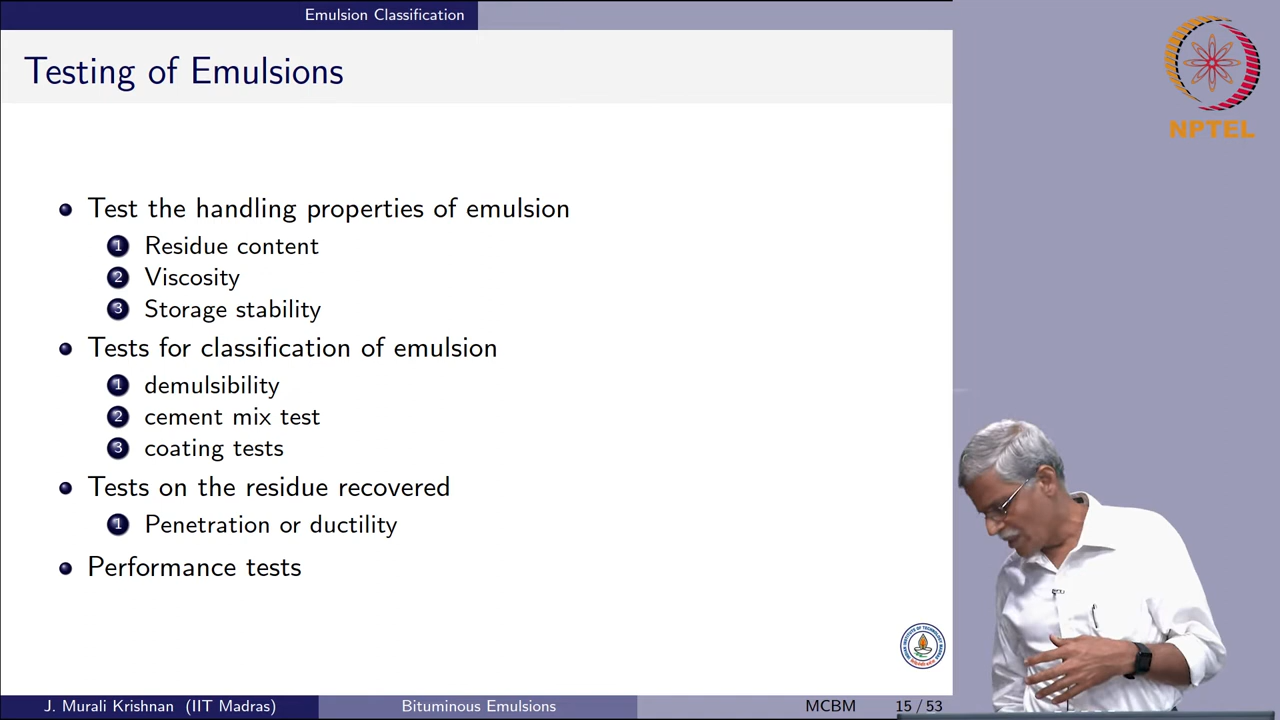 Emulsion Classification
Testing of Emulsions
NPTEL
Test the handling properties of emulsion
1 Residue content
2 Viscosity
3 Storage stability
Tests for classification of emulsion
1 demulsibility
2 cement mix test
3 coating tests
Tests on the residue recovered
1 Penetration or ductility
Performance tests
J. Murali Krishnan (IIT Madras) Bituminous Emulsions MCBM 15 / 53